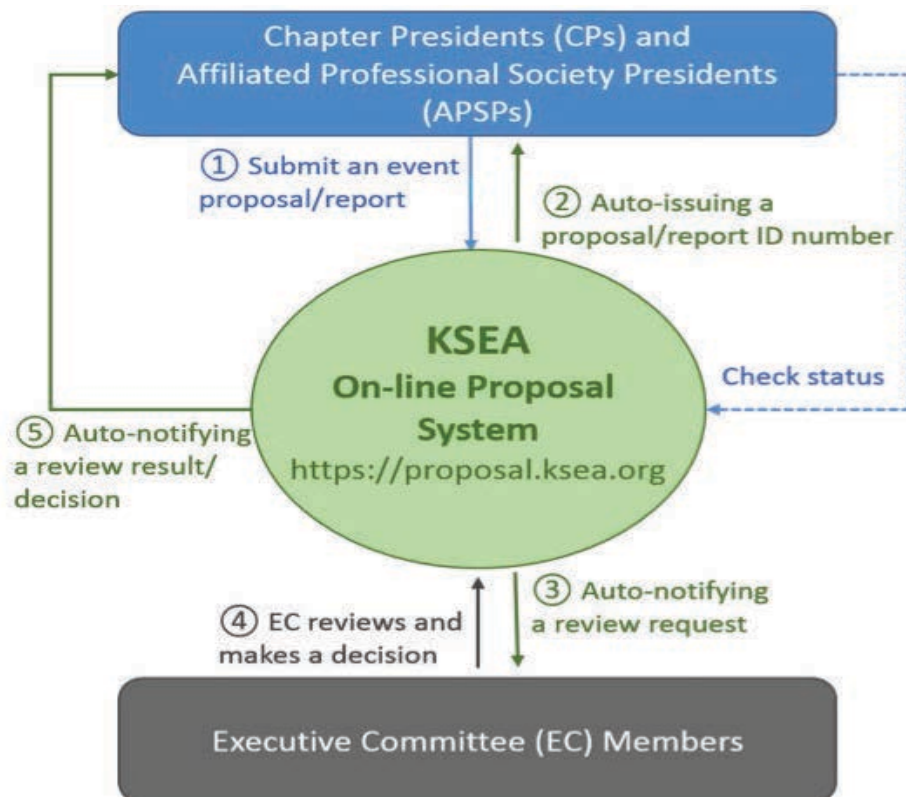 Chapter Presidents (CPs) and
Affiliated Professional Society Presidents
(APSPs)
① Submit an event
proposal/report
② Auto-issuing a
proposal/report ID number
KSEA
On-line Proposal
System
https://proposal.ksea.org
Check status
⑤ Auto-notifying
a review result/
decision
③ Auto-notifying
a review request
④ EC reviews and
makes a decision
Executive Committee (EC) Members